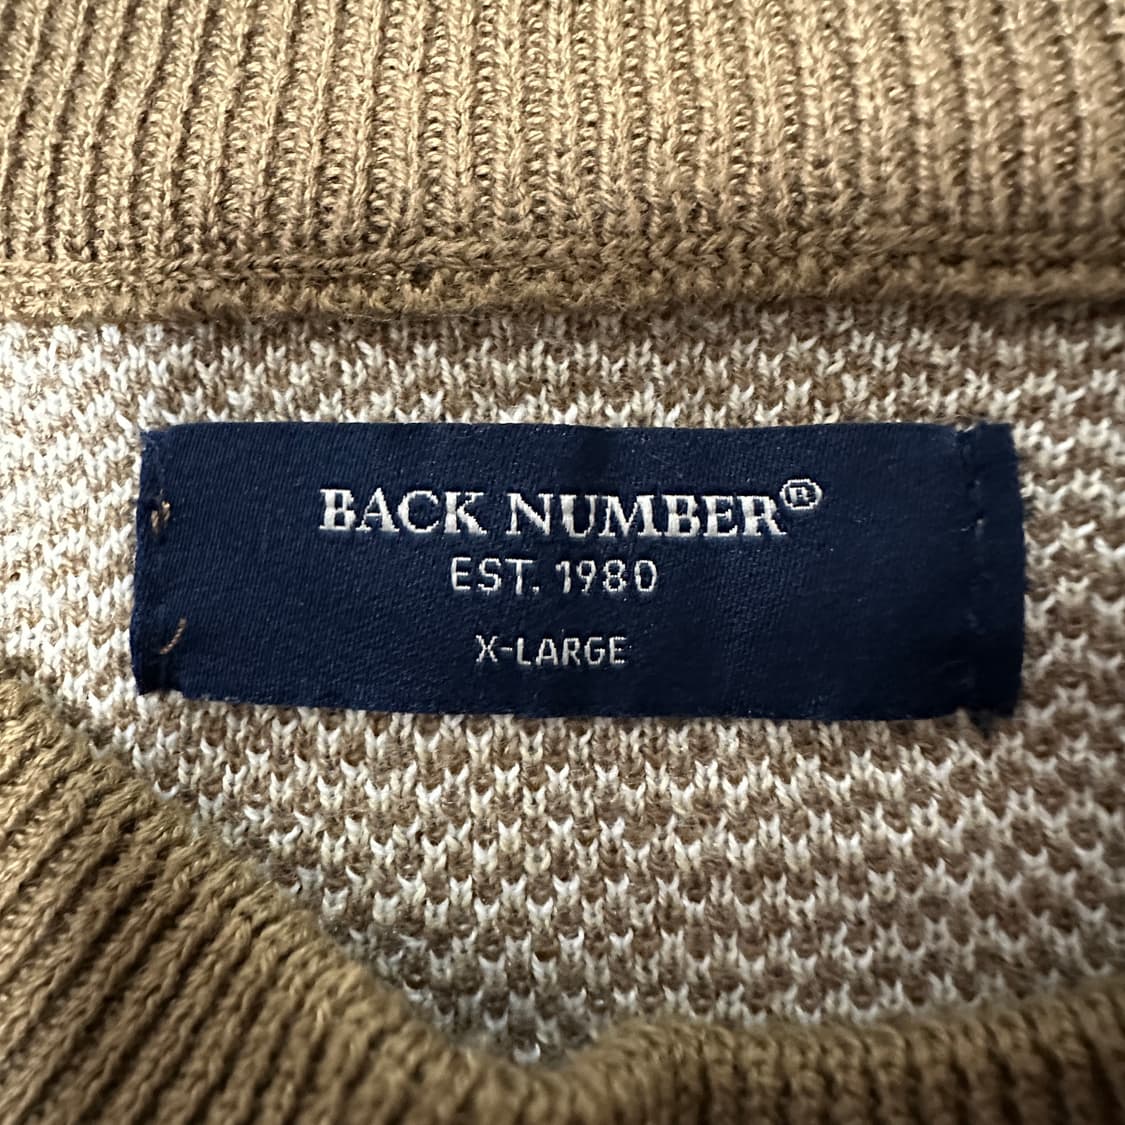 BACK NUMBER®
EST. 1980
X-LARGE